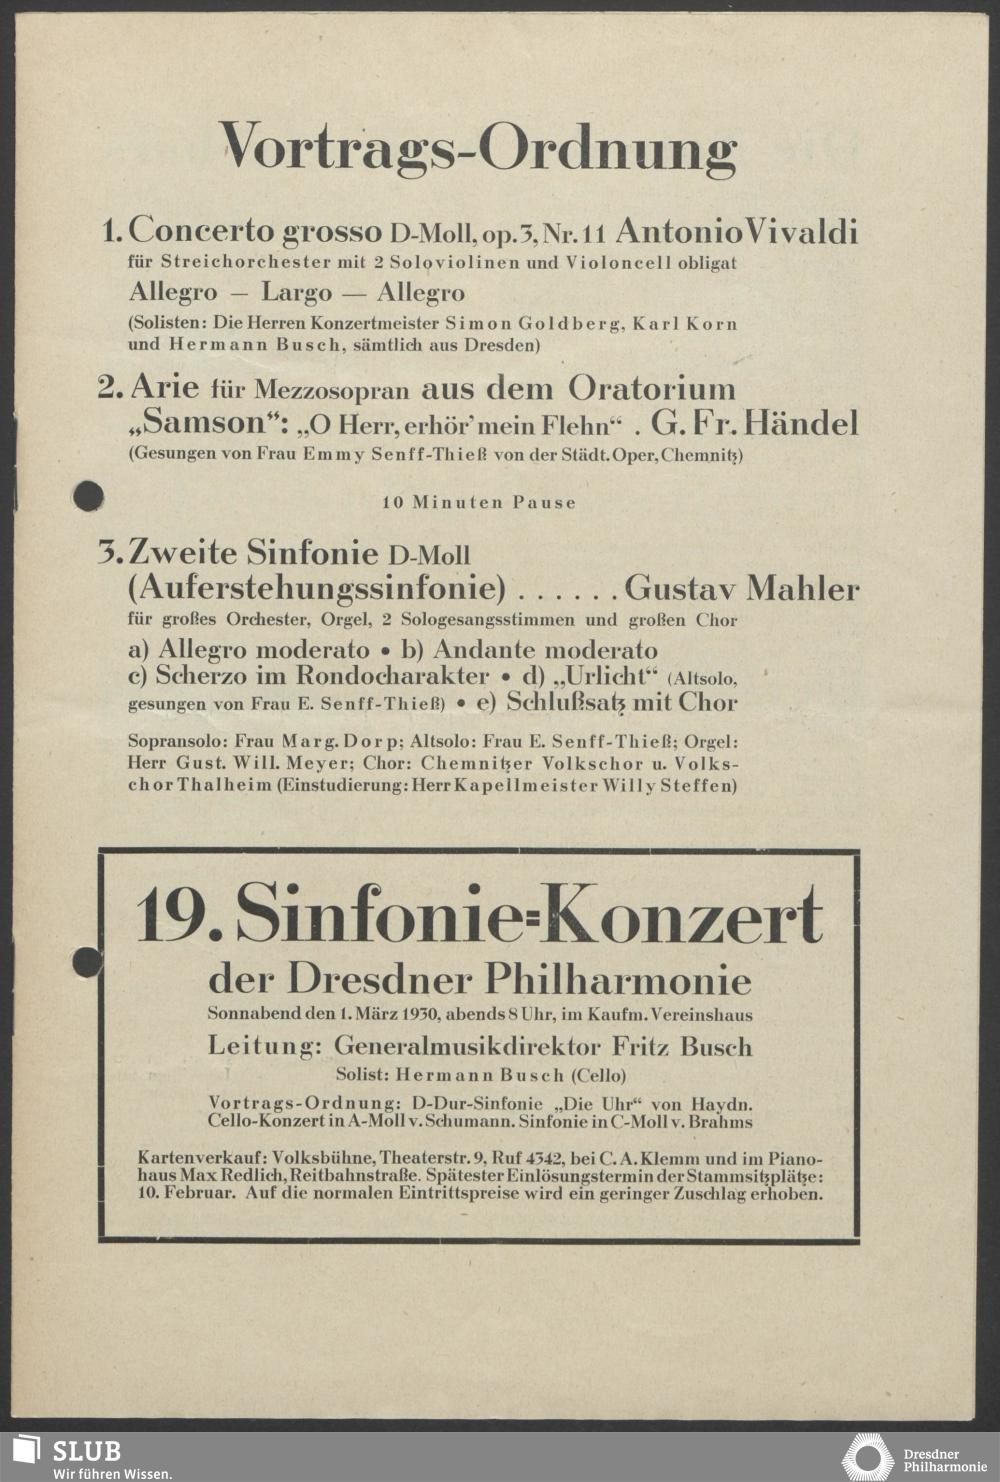 Vortrags-Ordnung
1. Concerto grosso D-Moll, op. 3, Nr. 11 Antonio Vivaldi
für Streichorchester mit 2 Soloviolinen und Violoncell obligat
Allegro — Largo — Allegro
(Solisten: Die Herren Konzertmeister Simon Goldberg, Karl Korn
und Hermann Busch, sämtlich aus Dresden)
2. Arie für Mezzosopran aus dem Oratorium
„Samson“: „O Herr, erhör’ mein Flehn“ . G. Fr. Händel
(Gesungen von Frau Emmy Senff-Thieß von der Städt. Oper, Chemnitz)
10 Minuten Pause
3. Zweite Sinfonie D-Moll
(Auferstehungssinfonie) . . . . . . Gustav Mahler
für großes Orchester, Orgel, 2 Sologesangsstimmen und großen Chor
a) Allegro moderato • b) Andante moderato
c) Scherzo im Rondocharakter • d) „Urlicht“ (Altsolo,
gesungen von Frau E. Senff-Thieß) • e) Schlußsatz mit Chor
Sopransolo: Frau Marg. Dorp; Altsolo: Frau E. Senff-Thieß; Orgel:
Herr Gust. Will. Meyer; Chor: Chemnitzer Volkschor u. Volks-
chor Thalheim (Einstudierung: Herr Kapellmeister Willy Steffen)
19. Sinfonie=Konzert
der Dresdner Philharmonie
Sonnabend den 1. März 1930, abends 8 Uhr, im Kaufm. Vereinshaus
Leitung: Generalmusikdirektor Fritz Busch
Solist: Hermann Busch (Cello)
Vortrags-Ordnung: D-Dur-Sinfonie „Die Uhr“ von Haydn.
Cello-Konzert in A-Moll v. Schumann. Sinfonie in C-Moll v. Brahms
Kartenverkauf: Volksbühne, Theaterstr. 9, Ruf 4342, bei C. A. Klemm und im Piano-
haus Max Redlich, Reitbahnstraße. Spätester Einlösungstermin der Stammsitzplätze:
10. Februar. Auf die normalen Eintrittspreise wird ein geringer Zuschlag erhoben.
SLUB
Wir führen Wissen.
Dresdner
Philharmonie